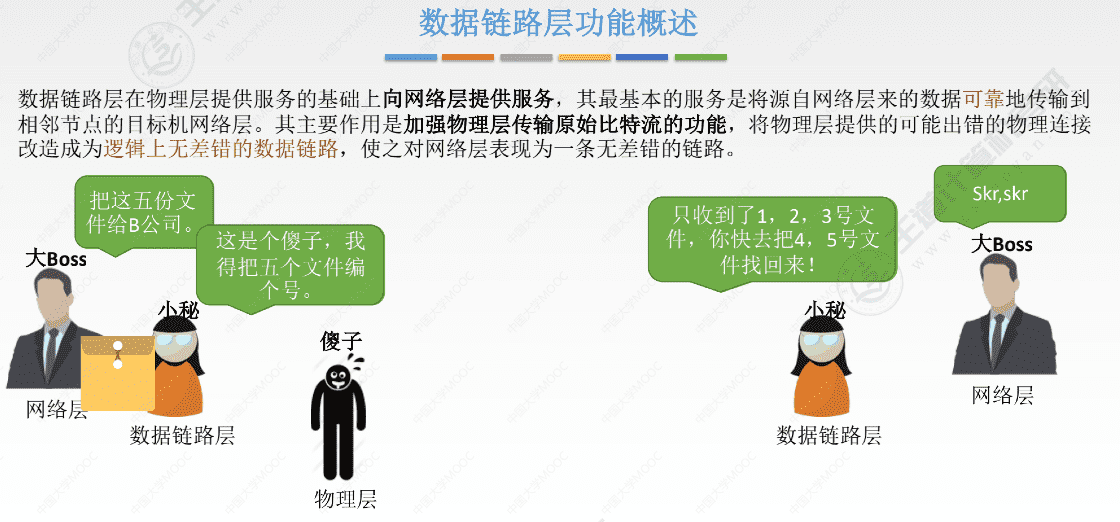 数据链路层功能概述
数据链路层在物理层提供服务的基础上向网络层提供服务，其最基本的服务是将源自网络层来的数据可靠地传输到
相邻节点的目标机网络层。其主要作用是加强物理层传输原始比特流的功能，将物理层提供的可能出错的物理连接
改造成为逻辑上无差错的数据链路，使之对网络层表现为一条无差错的链路。
把这五份文
件给B公司。
这是个傻子，我
得把五个文件编
个号。
大Boss
小秘
傻子
网络层
数据链路层
物理层
只收到了1，2，3号文
件，你快去把4，5号文
件找回来！
Skr,skr
大Boss
小秘
网络层
数据链路层
中国大学MOOC